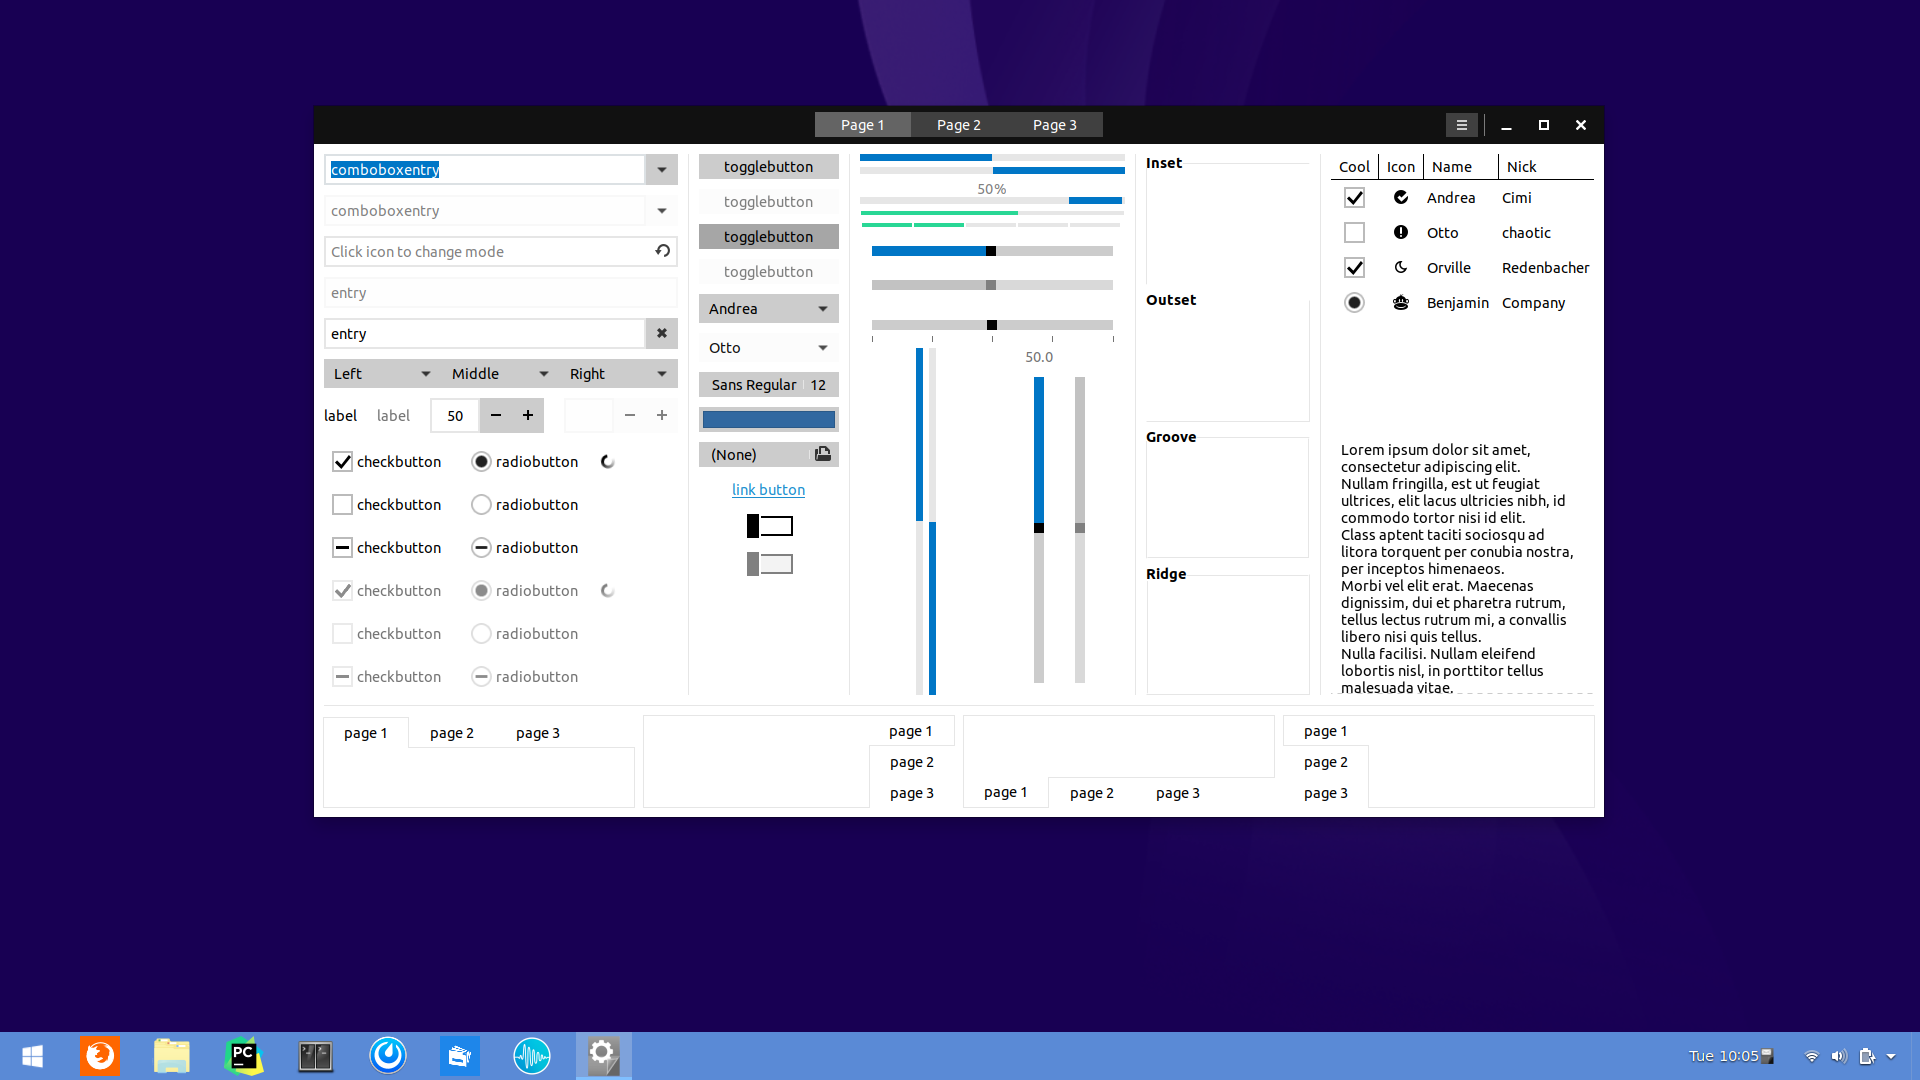 Page 1 Page 2 Page 3
comboboxentry
comboboxentry
Click icon to change mode
entry
entry
Left Middle Right
label label 50
checkbutton radiobutton
checkbutton radiobutton
checkbutton radiobutton
checkbutton radiobutton
checkbutton radiobutton
checkbutton radiobutton
togglebutton
togglebutton
togglebutton
togglebutton
Andrea
Otto
Sans Regular 12
(None)
link button
50%
50.0
Inset
Outset
Groove
Ridge
Cool Icon Name Nick
Andrea Cimi
Otto chaotic
Orville Redenbacher
Benjamin Company
Lorem ipsum dolor sit amet,
consectetur adipiscing elit.
Nullam fringilla, est ut feugiat
ultrices, elit lacus ultricies nibh, id
commodo tortor nisi id elit.
Class aptent taciti sociosqu ad
litora torquent per conubia nostra,
per inceptos himenaeos.
Morbi vel elit erat. Maecenas
dignissim, dui et pharetra rutrum,
tellus lectus rutrum mi, a convallis
libero nisi quis tellus.
Nulla facilisi. Nullam eleifend
lobortis nisl, in porttitor tellus
malesuada vitae.
page 1 page 2 page 3
page 1
page 2
page 3
page 1 page 2 page 3
page 1
page 2
page 3
PC
Tue 10:05